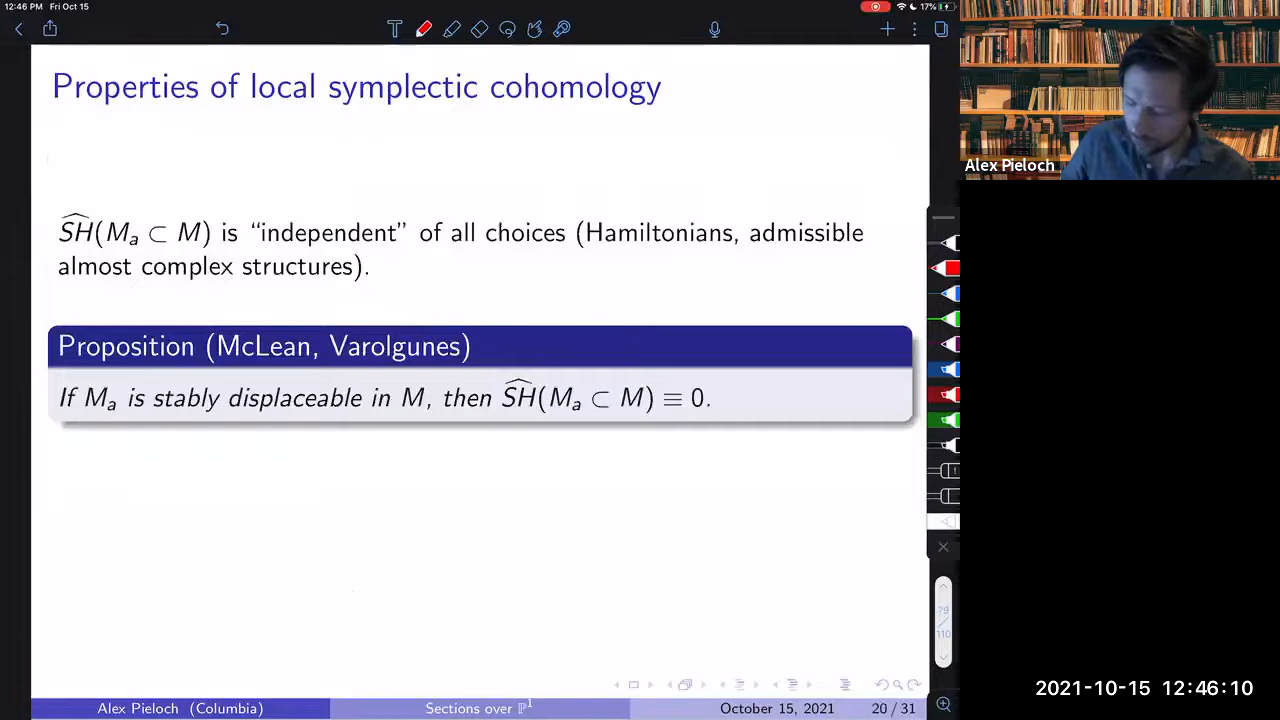 12:46 PM Fri Oct 15
17%
Properties of local symplectic cohomology
Alex Pieloch
$\widehat{SH}(M_a \subset M)$ is “independent” of all choices (Hamiltonians, admissible
almost complex structures).
Proposition (McLean, Varolgunes)
If $M_a$ is stably displaceable in M, then $\widehat{SH}(M_a \subset M) \equiv 0$.
79
110
Alex Pieloch (Columbia)
Sections over $\mathbb{P}^1$
October 15, 2021
20 / 31
2021-10-15 12:46:10